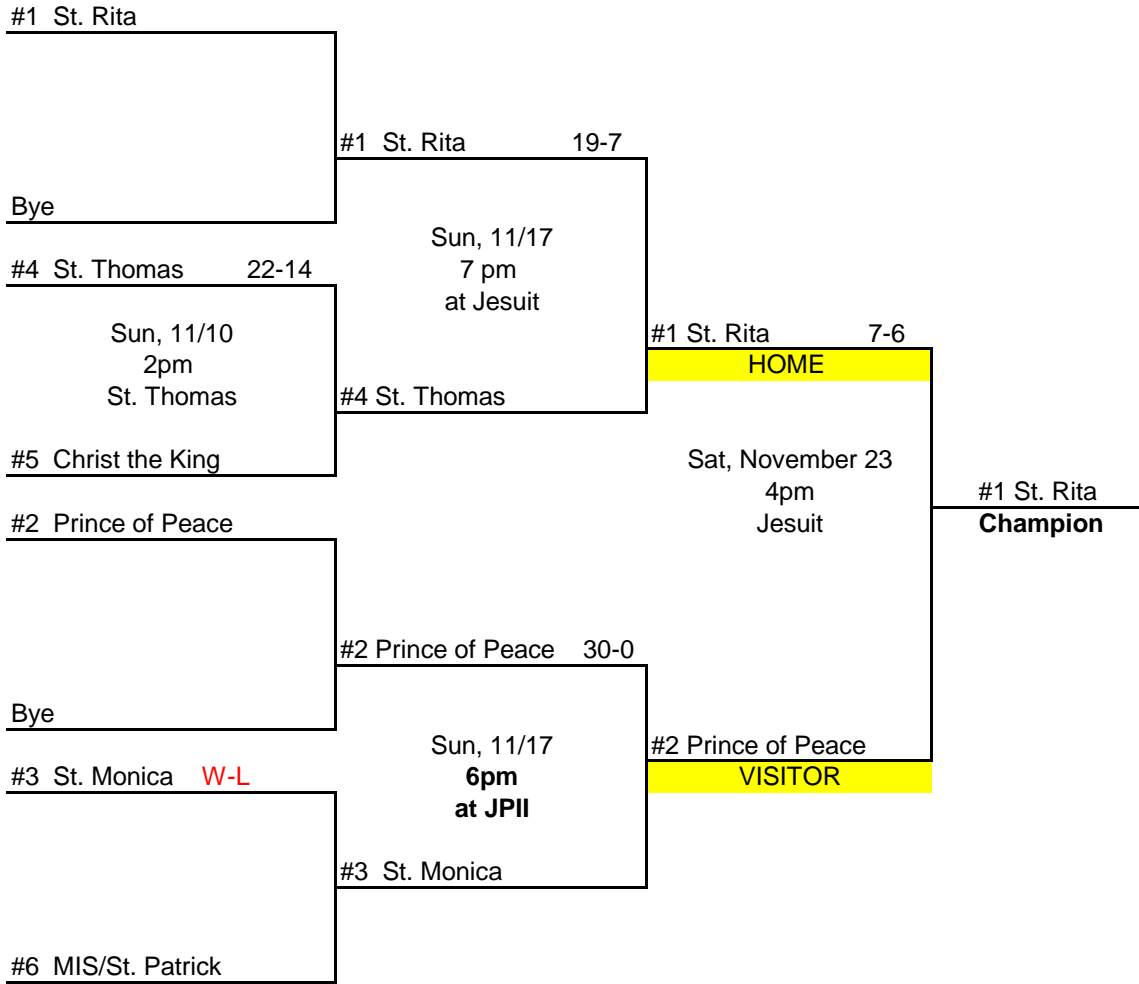 #1 St. Rita
#1 St. Rita 19-7
Bye
Sun, 11/17
7 pm
at Jesuit
#4 St. Thomas 22-14
Sun, 11/10
2pm
St. Thomas
#1 St. Rita 7-6
HOME
#4 St. Thomas
#5 Christ the King
Sat, November 23
4pm
Jesuit
#1 St. Rita
Champion
#2 Prince of Peace
#2 Prince of Peace 30-0
Bye
Sun, 11/17
6pm
at JPII
#2 Prince of Peace
VISITOR
#3 St. Monica W-L
#3 St. Monica
#6 MIS/St. Patrick